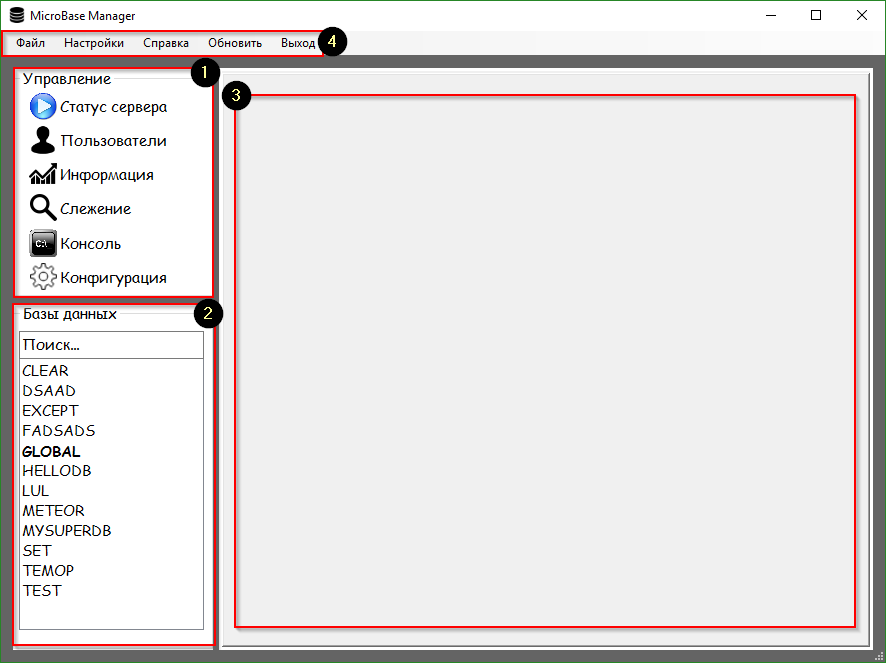 MicroBase Manager
Файл Настройки Справка Обновить Выход 4
1
Управление
Статус сервера
Пользователи
Информация
Слежение
C:\ Консоль
Конфигурация
2
Базы данных
Поиск...
CLEAR
DSAAD
EXCEPT
FADSADS
GLOBAL
HELLODB
LUL
METEOR
MYSUPERDB
SET
TEMOP
TEST
3